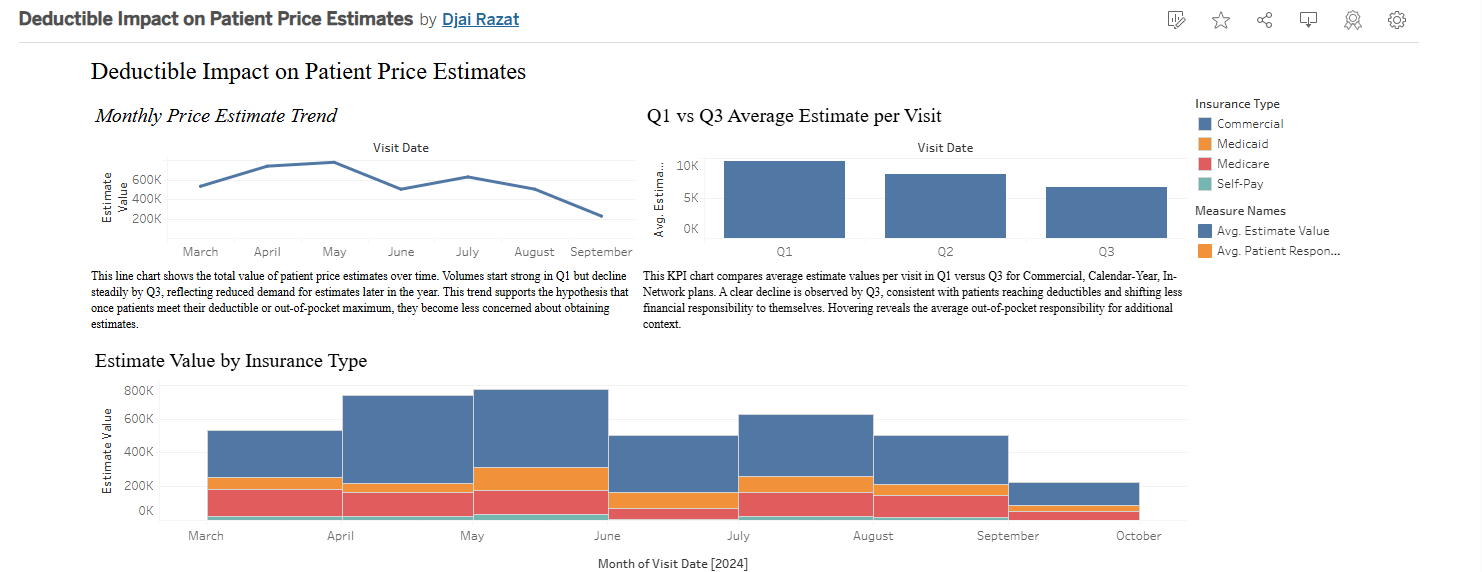 Deductible Impact on Patient Price Estimates by Djai Razat
Deductible Impact on Patient Price Estimates
Monthly Price Estimate Trend
Visit Date
Estimate
Value
600K
400K
200K
March April May June July August September
This line chart shows the total value of patient price estimates over time. Volumes start strong in Q1 but decline
steadily by Q3, reflecting reduced demand for estimates later in the year. This trend supports the hypothesis that
once patients meet their deductible or out-of-pocket maximum, they become less concerned about obtaining
estimates.
Q1 vs Q3 Average Estimate per Visit
Visit Date
Avg. Estima...
10K
5K
0K
Q1 Q2 Q3
This KPI chart compares average estimate values per visit in Q1 versus Q3 for Commercial, Calendar-Year, In-
Network plans. A clear decline is observed by Q3, consistent with patients reaching deductibles and shifting less
financial responsibility to themselves. Hovering reveals the average out-of-pocket responsibility for additional
context.
Insurance Type
Commercial
Medicaid
Medicare
Self-Pay
Measure Names
Avg. Estimate Value
Avg. Patient Respon...
Estimate Value by Insurance Type
Estimate Value
800K
600K
400K
200K
0K
March April May June July August September October
Month of Visit Date [2024]